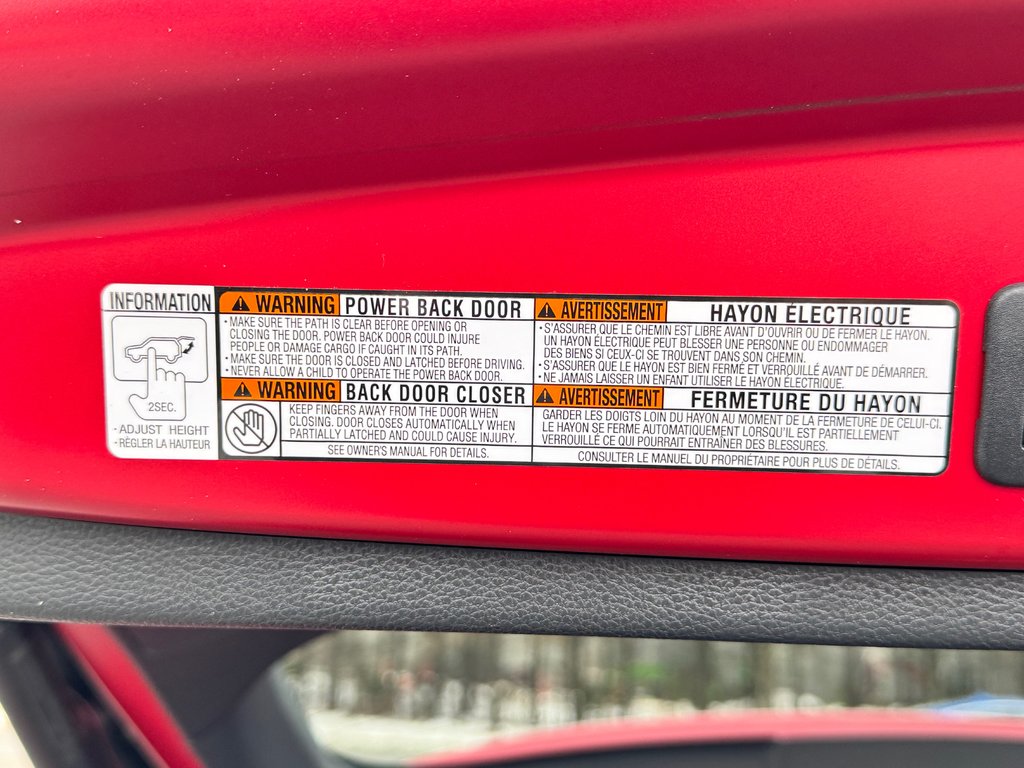 INFORMATION
2SEC.
• ADJUST HEIGHT
• RÉGLER LA HAUTEUR
WARNING POWER BACK DOOR
• MAKE SURE THE PATH IS CLEAR BEFORE OPENING OR
CLOSING THE DOOR. POWER BACK DOOR COULD INJURE
PEOPLE OR DAMAGE CARGO IF CAUGHT IN ITS PATH.
• MAKE SURE THE DOOR IS CLOSED AND LATCHED BEFORE DRIVING.
• NEVER ALLOW A CHILD TO OPERATE THE POWER BACK DOOR.
WARNING BACK DOOR CLOSER
KEEP FINGERS AWAY FROM THE DOOR WHEN
CLOSING. DOOR CLOSES AUTOMATICALLY WHEN
PARTIALLY LATCHED AND COULD CAUSE INJURY.
SEE OWNER'S MANUAL FOR DETAILS.
AVERTISSEMENT HAYON ÉLECTRIQUE
• S'ASSURER QUE LE CHEMIN EST LIBRE AVANT D'OUVRIR OU DE FERMER LE HAYON.
UN HAYON ÉLECTRIQUE PEUT BLESSER UNE PERSONNE OU ENDOMMAGER
DES BIENS SI CEUX-CI SE TROUVENT DANS SON CHEMIN.
• S'ASSURER QUE LE HAYON EST BIEN FERMÉ ET VERROUILLÉ AVANT DE DÉMARRER.
• NE JAMAIS LAISSER UN ENFANT UTILISER LE HAYON ÉLECTRIQUE.
AVERTISSEMENT FERMETURE DU HAYON
GARDER LES DOIGTS LOIN DU HAYON AU MOMENT DE LA FERMETURE DE CELUI-CI.
LE HAYON SE FERME AUTOMATIQUEMENT LORSQU'IL EST PARTIELLEMENT
VERROUILLÉ CE QUI POURRAIT ENTRAÎNER DES BLESSURES.
CONSULTER LE MANUEL DU PROPRIÉTAIRE POUR PLUS DE DÉTAILS.